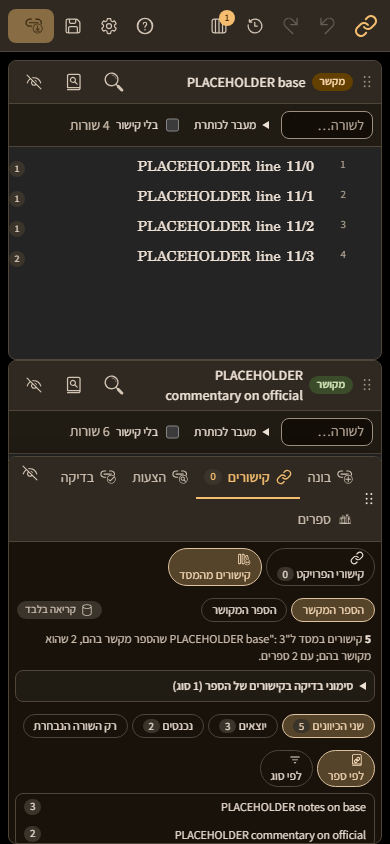 1
מקשר PLACEHOLDER base
לשורה... מעבר לכותרת בלי קישור 4 שורות
1 PLACEHOLDER line 11/0 1
2 PLACEHOLDER line 11/1 1
3 PLACEHOLDER line 11/2 1
4 PLACEHOLDER line 11/3 2
מקושר PLACEHOLDER
commentary on official
לשורה... מעבר לכותרת בלי קישור 6 שורות
בונה קישורים 0 הצעות בדיקה
ספרים
קישורי הפרויקט 0 קישורים מהמסד
הספר המקשר הספר המקושר קריאה בלבד
5 קישורים במסד ל"PLACEHOLDER base": 3 שהספר מקשר בהם, 2 שהוא
מקושר בהם; עם 2 ספרים.
סימוני בדיקה בקישורים של הספר (1 סוג)
שני הכיוונים 5 יוצאים 3 נכנסים 2 רק השורה הנבחרת
לפי ספר לפי סוג
PLACEHOLDER notes on base 3
PLACEHOLDER commentary on official 2